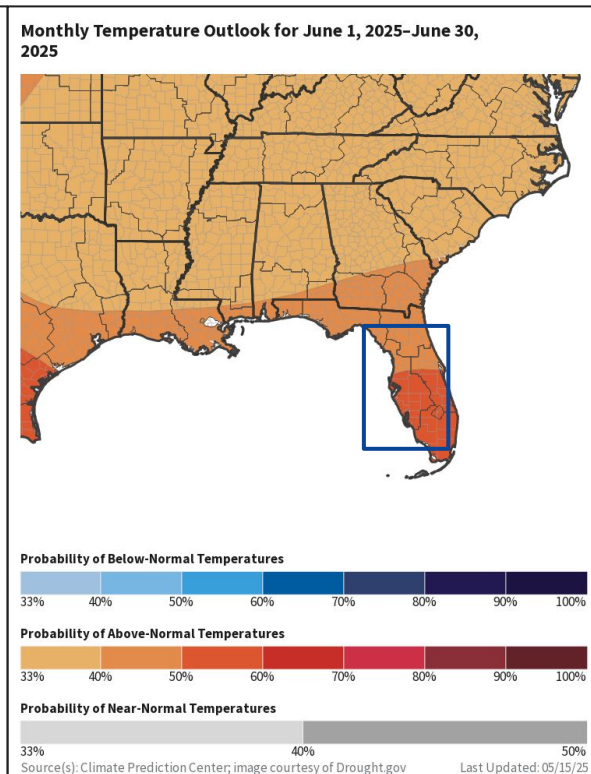 Monthly Temperature Outlook for June 1, 2025–June 30,
2025
Probability of Below-Normal Temperatures
33% 40% 50% 60% 70% 80% 90% 100%
Probability of Above-Normal Temperatures
33% 40% 50% 60% 70% 80% 90% 100%
Probability of Near-Normal Temperatures
33% 40% 50%
Source(s): Climate Prediction Center; image courtesy of Drought.gov Last Updated: 05/15/25